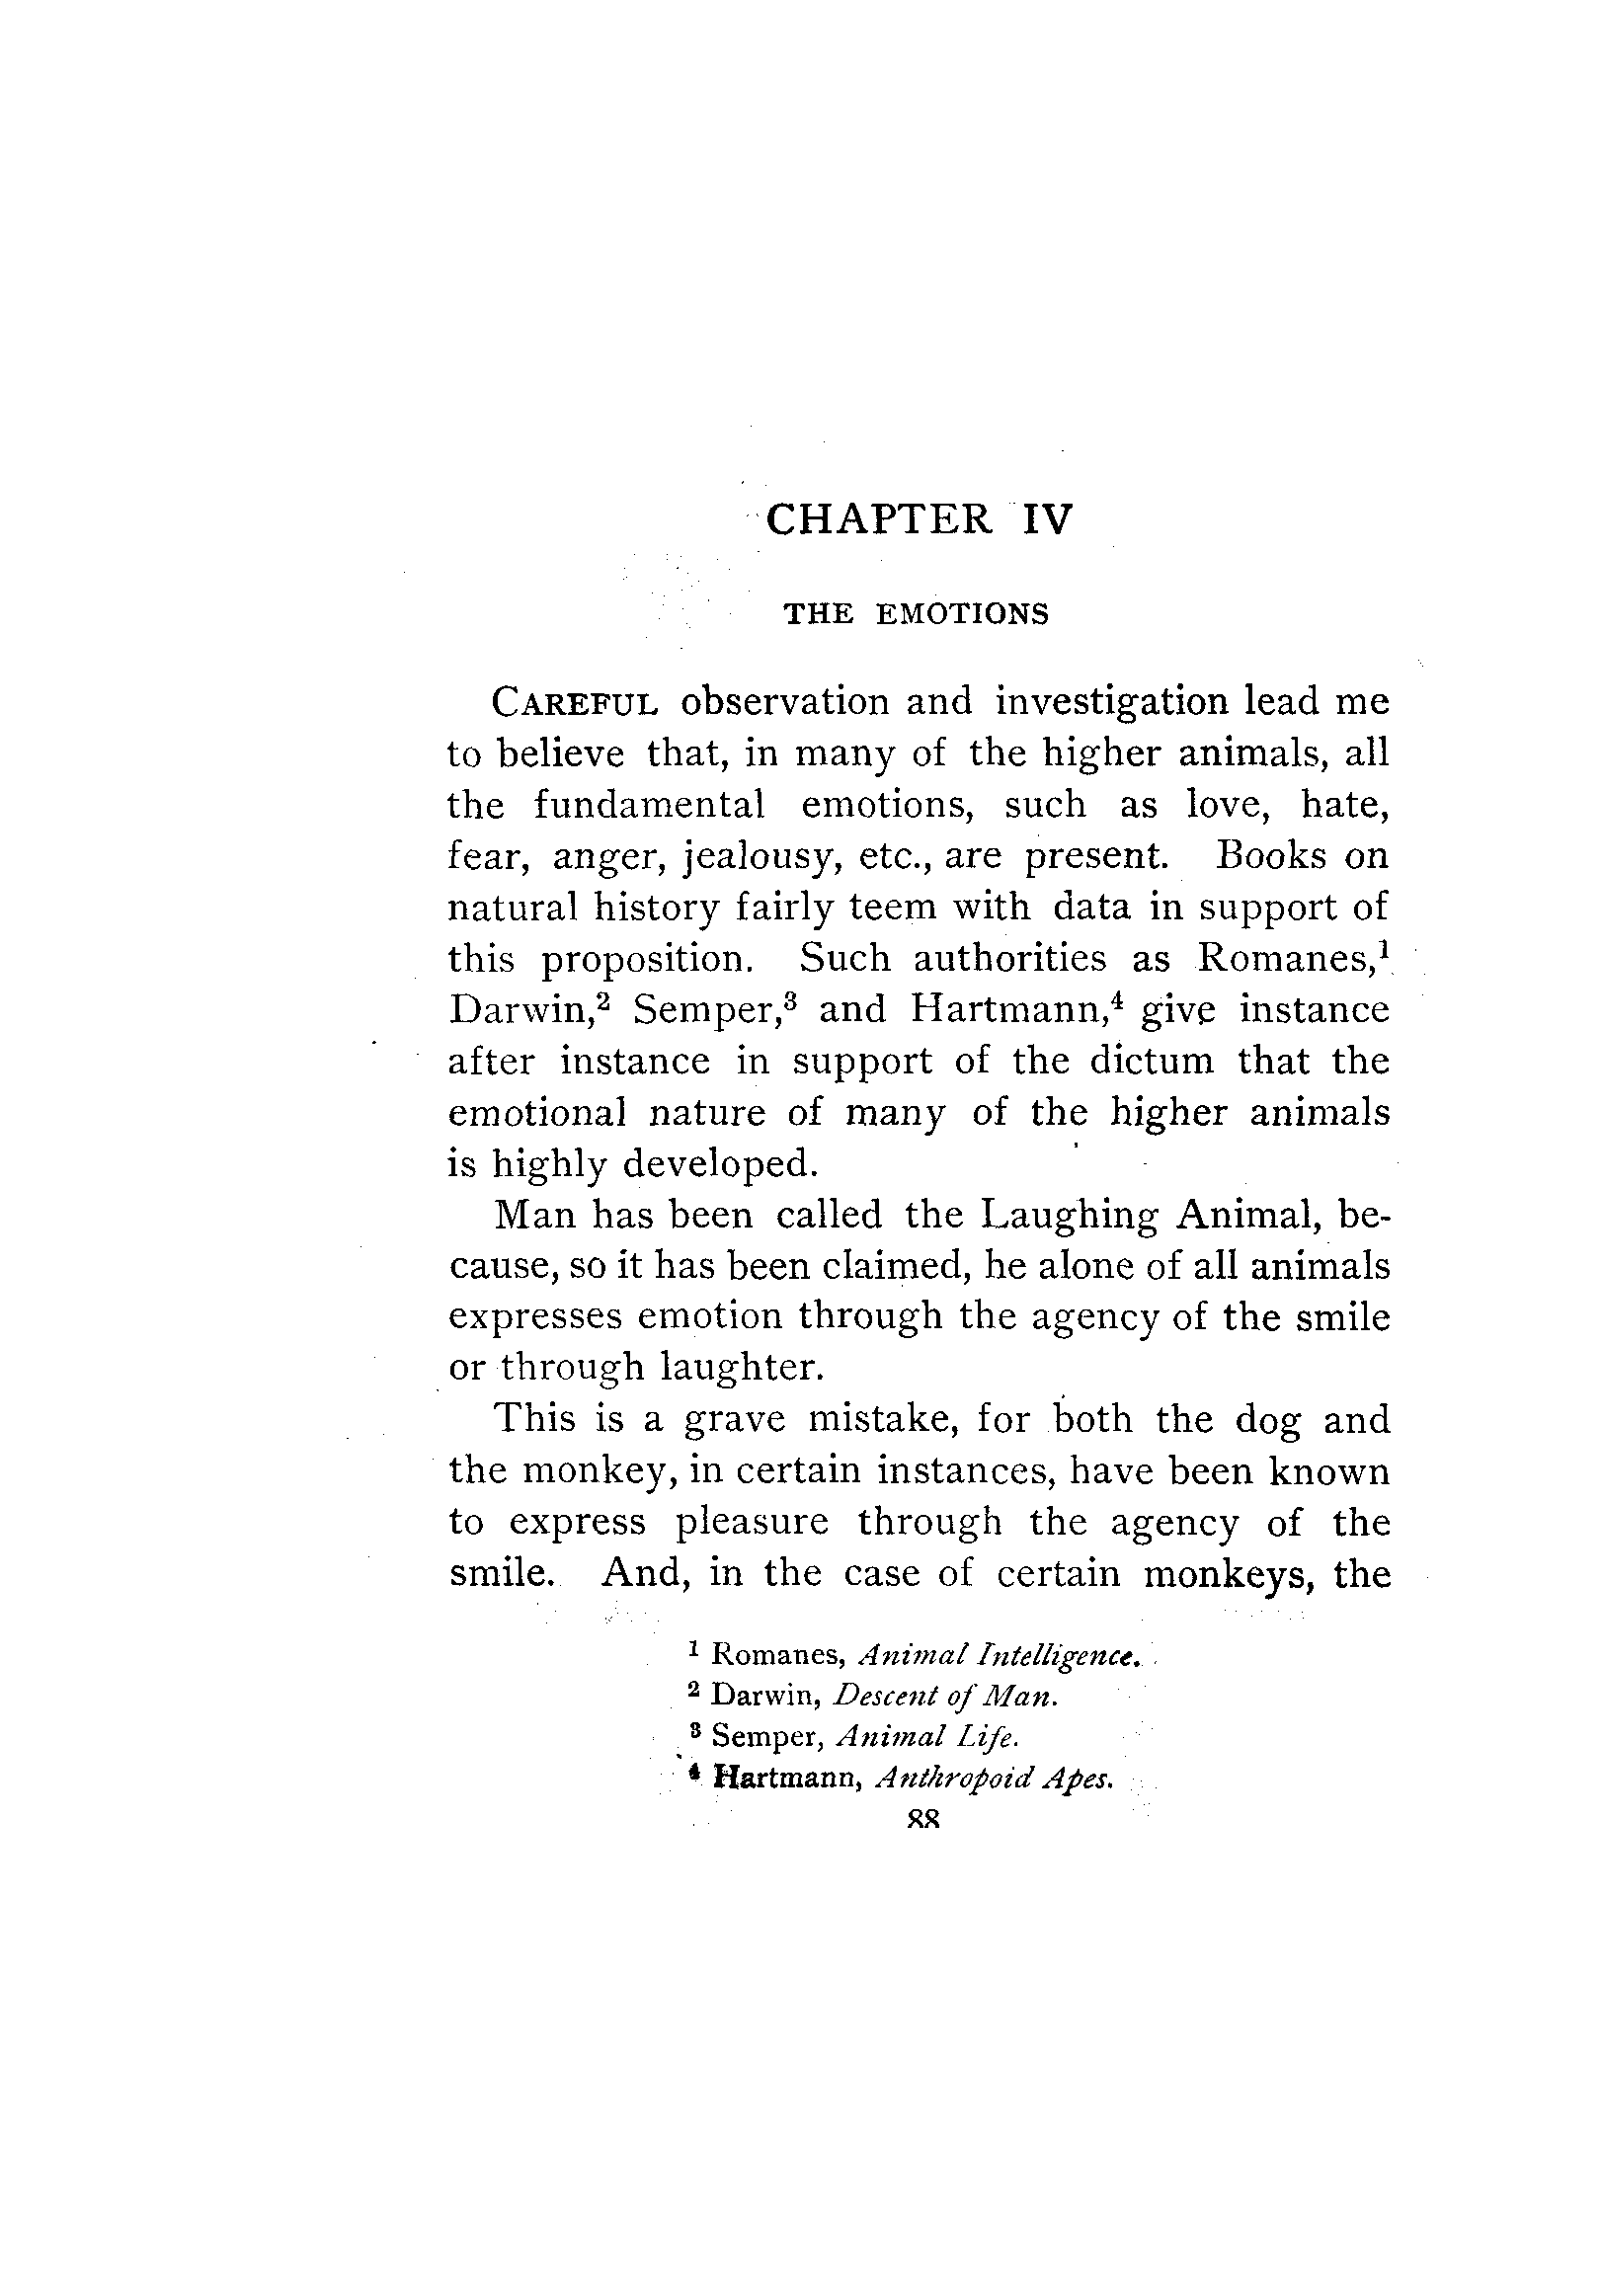 CHAPTER IV
THE EMOTIONS
CAREFUL observation and investigation lead me
to believe that, in many of the higher animals, all
the fundamental emotions, such as love, hate,
fear, anger, jealousy, etc., are present. Books on
natural history fairly teem with data in support of
this proposition. Such authorities as Romanes,¹
Darwin,² Semper,³ and Hartmann,⁴ give instance
after instance in support of the dictum that the
emotional nature of many of the higher animals
is highly developed.
Man has been called the Laughing Animal, be-
cause, so it has been claimed, he alone of all animals
expresses emotion through the agency of the smile
or through laughter.
This is a grave mistake, for both the dog and
the monkey, in certain instances, have been known
to express pleasure through the agency of the
smile. And, in the case of certain monkeys, the
¹ Romanes, Animal Intelligence.
² Darwin, Descent of Man.
³ Semper, Animal Life.
⁴ Hartmann, Anthropoid Apes.
88